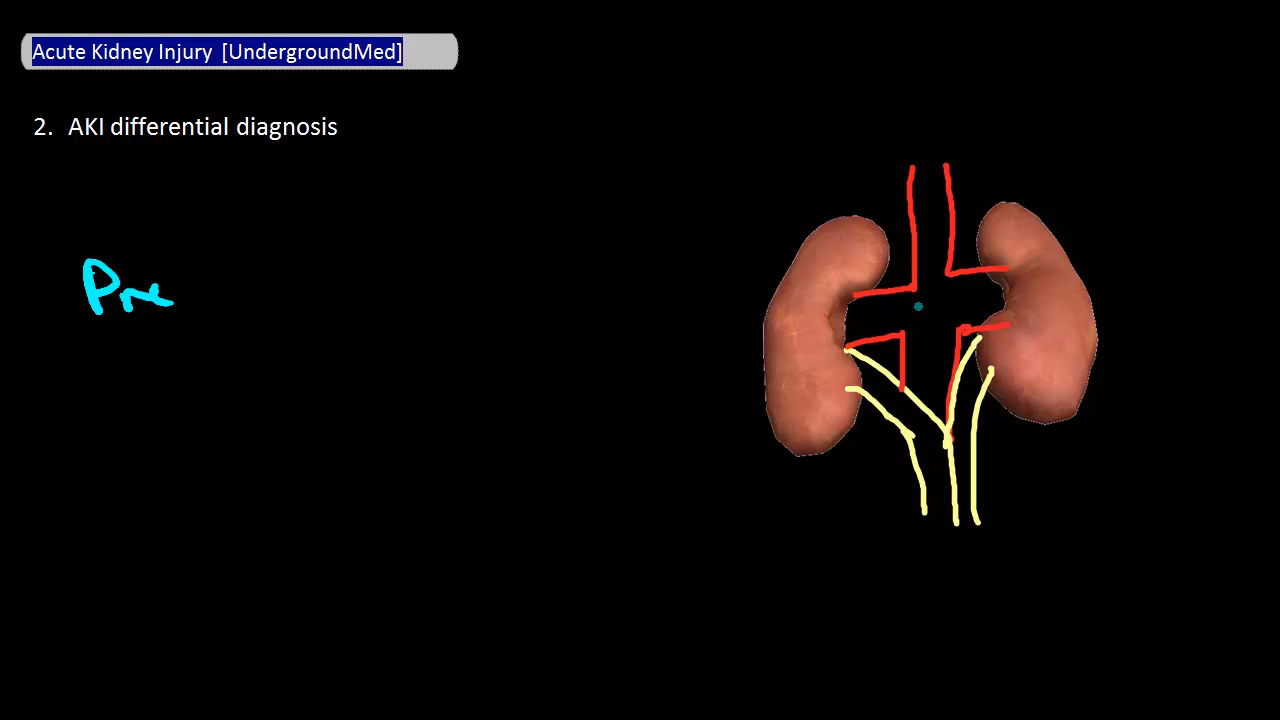 Acute Kidney Injury [UndergroundMed]
2. AKI differential diagnosis
Pre